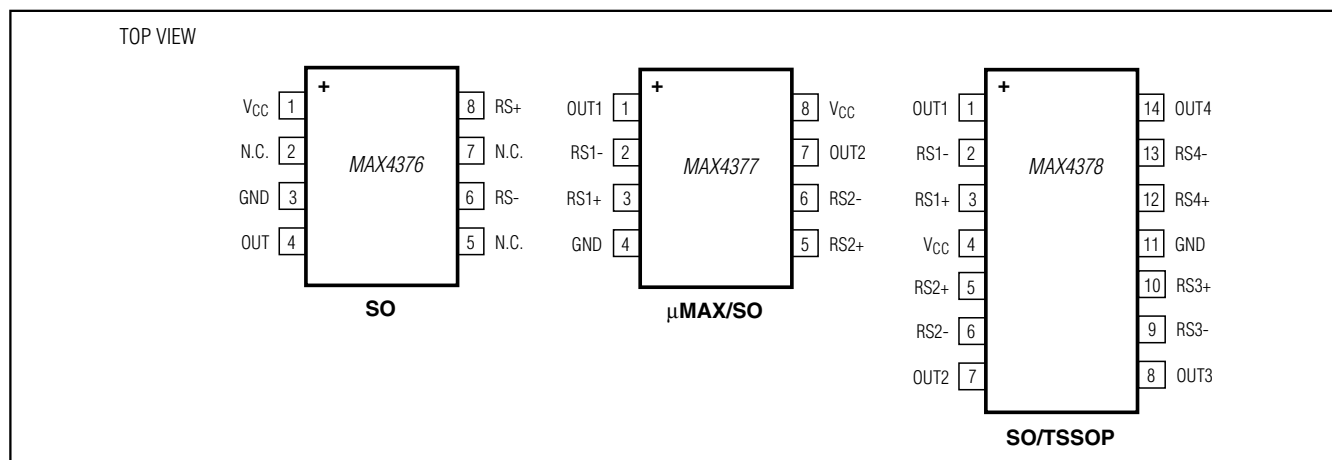 TOP VIEW
+
VCC 1
8 RS+
N.C. 2
7 N.C.
GND 3
6 RS-
OUT 4
5 N.C.
MAX4376
SO
+
OUT1 1
8 VCC
RS1- 2
7 OUT2
RS1+ 3
6 RS2-
GND 4
5 RS2+
MAX4377
µMAX/SO
+
OUT1 1
14 OUT4
RS1- 2
13 RS4-
RS1+ 3
12 RS4+
VCC 4
11 GND
RS2+ 5
10 RS3+
RS2- 6
9 RS3-
OUT2 7
8 OUT3
MAX4378
SO/TSSOP